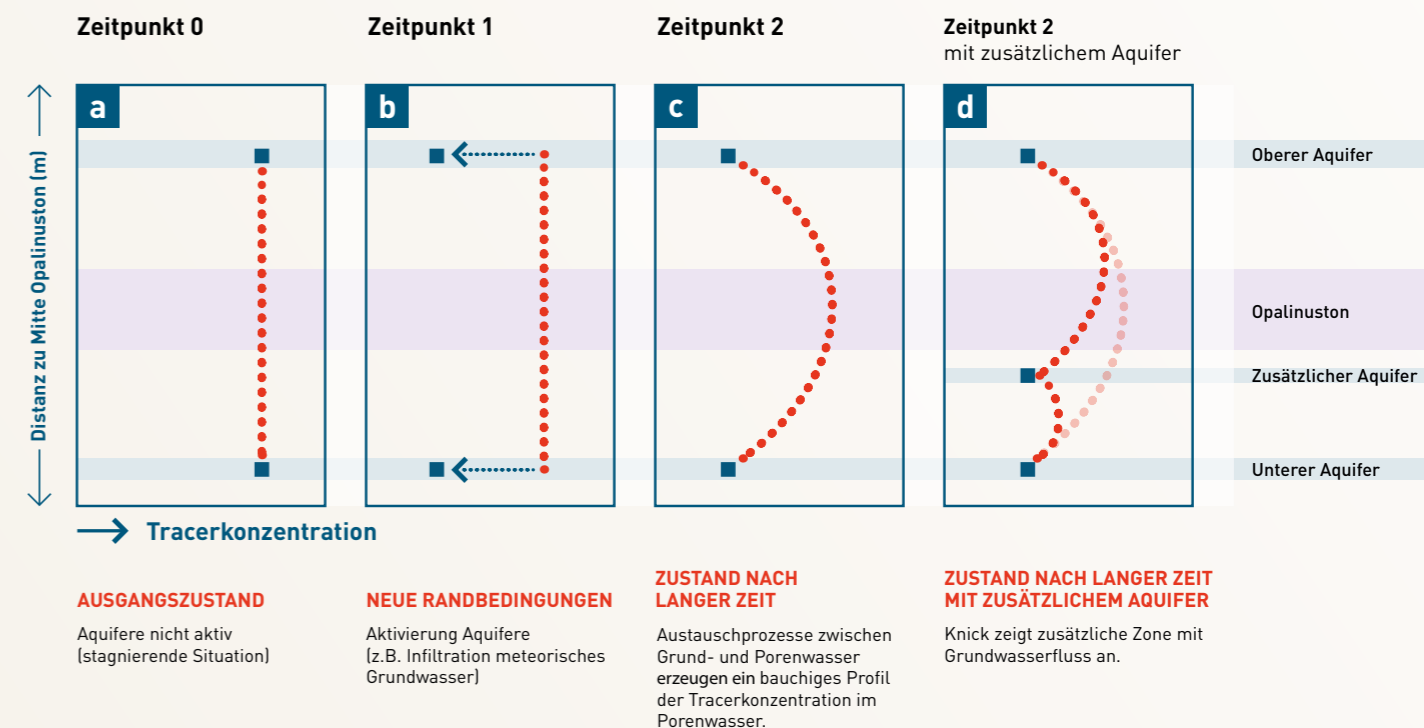 Zeitpunkt 0
Zeitpunkt 1
Zeitpunkt 2
Zeitpunkt 2
mit zusätzlichem Aquifer
Distanz zu Mitte Opalinuston (m)
a
b
c
d
Oberer Aquifer
Opalinuston
Zusätzlicher Aquifer
Unterer Aquifer
Tracerkonzentration
AUSGANGSZUSTAND
Aquifere nicht aktiv
(stagnierende Situation)
NEUE RANDBEDINGUNGEN
Aktivierung Aquifere
(z.B. Infiltration meteorisches
Grundwasser)
ZUSTAND NACH
LANGER ZEIT
Austauschprozesse zwischen
Grund- und Porenwasser
erzeugen ein bauchiges Profil
der Tracerkonzentration im
Porenwasser.
ZUSTAND NACH LANGER ZEIT
MIT ZUSÄTZLICHEM AQUIFER
Knick zeigt zusätzliche Zone mit
Grundwasserfluss an.